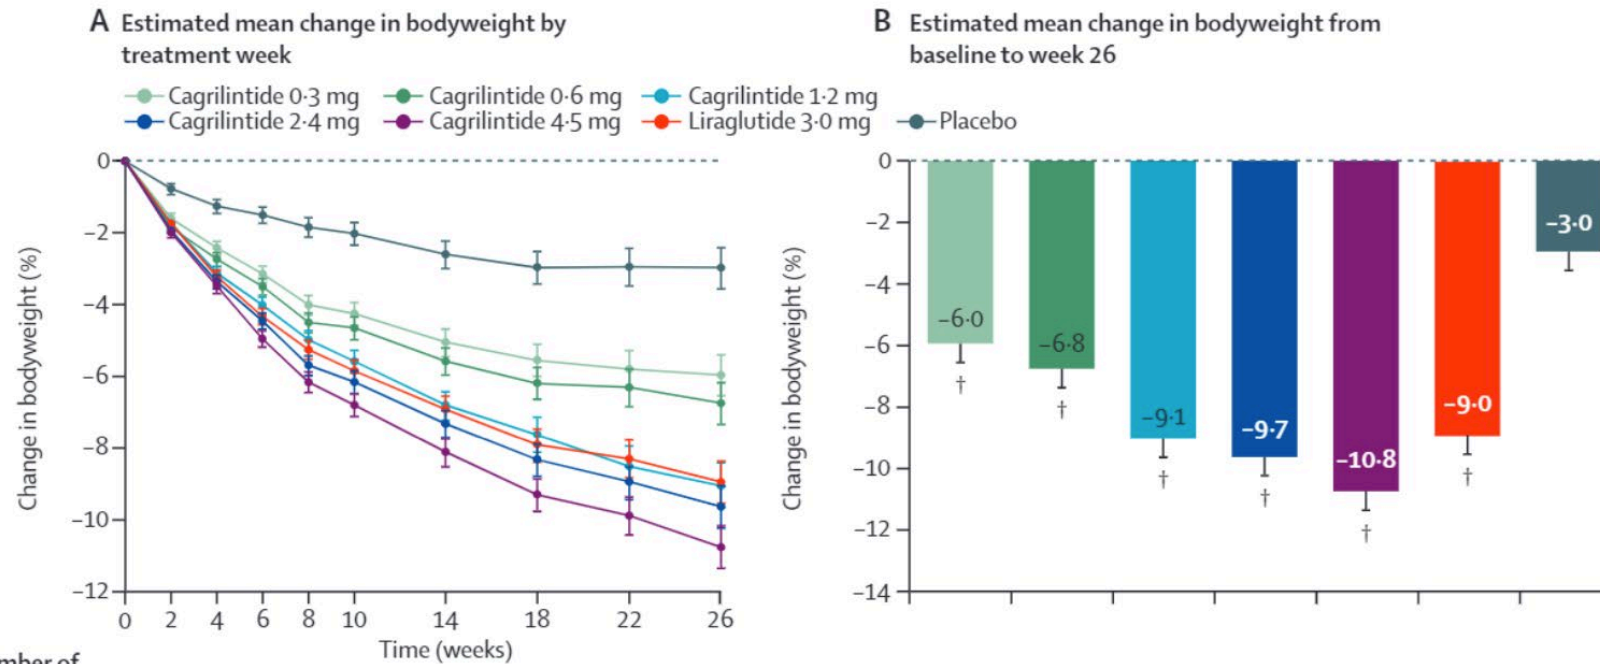 A Estimated mean change in bodyweight by
treatment week
Cagrilintide 0·3 mg Cagrilintide 0·6 mg Cagrilintide 1·2 mg
Cagrilintide 2·4 mg Cagrilintide 4·5 mg Liraglutide 3·0 mg Placebo
Change in bodyweight (%)
0
−2
−4
−6
−8
−10
−12
0 2 4 6 8 10 14 18 22 26
Time (weeks)
B Estimated mean change in bodyweight from
baseline to week 26
Change in bodyweight (%)
0
−2
−4
−6
−8
−10
−12
−14
−6·0
−6·8
−9·1
−9·7
−10·8
−9·0
−3·0
† † † † † †
mber of